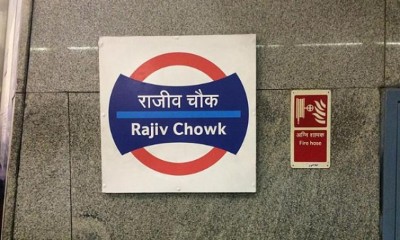 राजीव चौक
Rajiv Chowk
अग्नि शामक
Fire hose